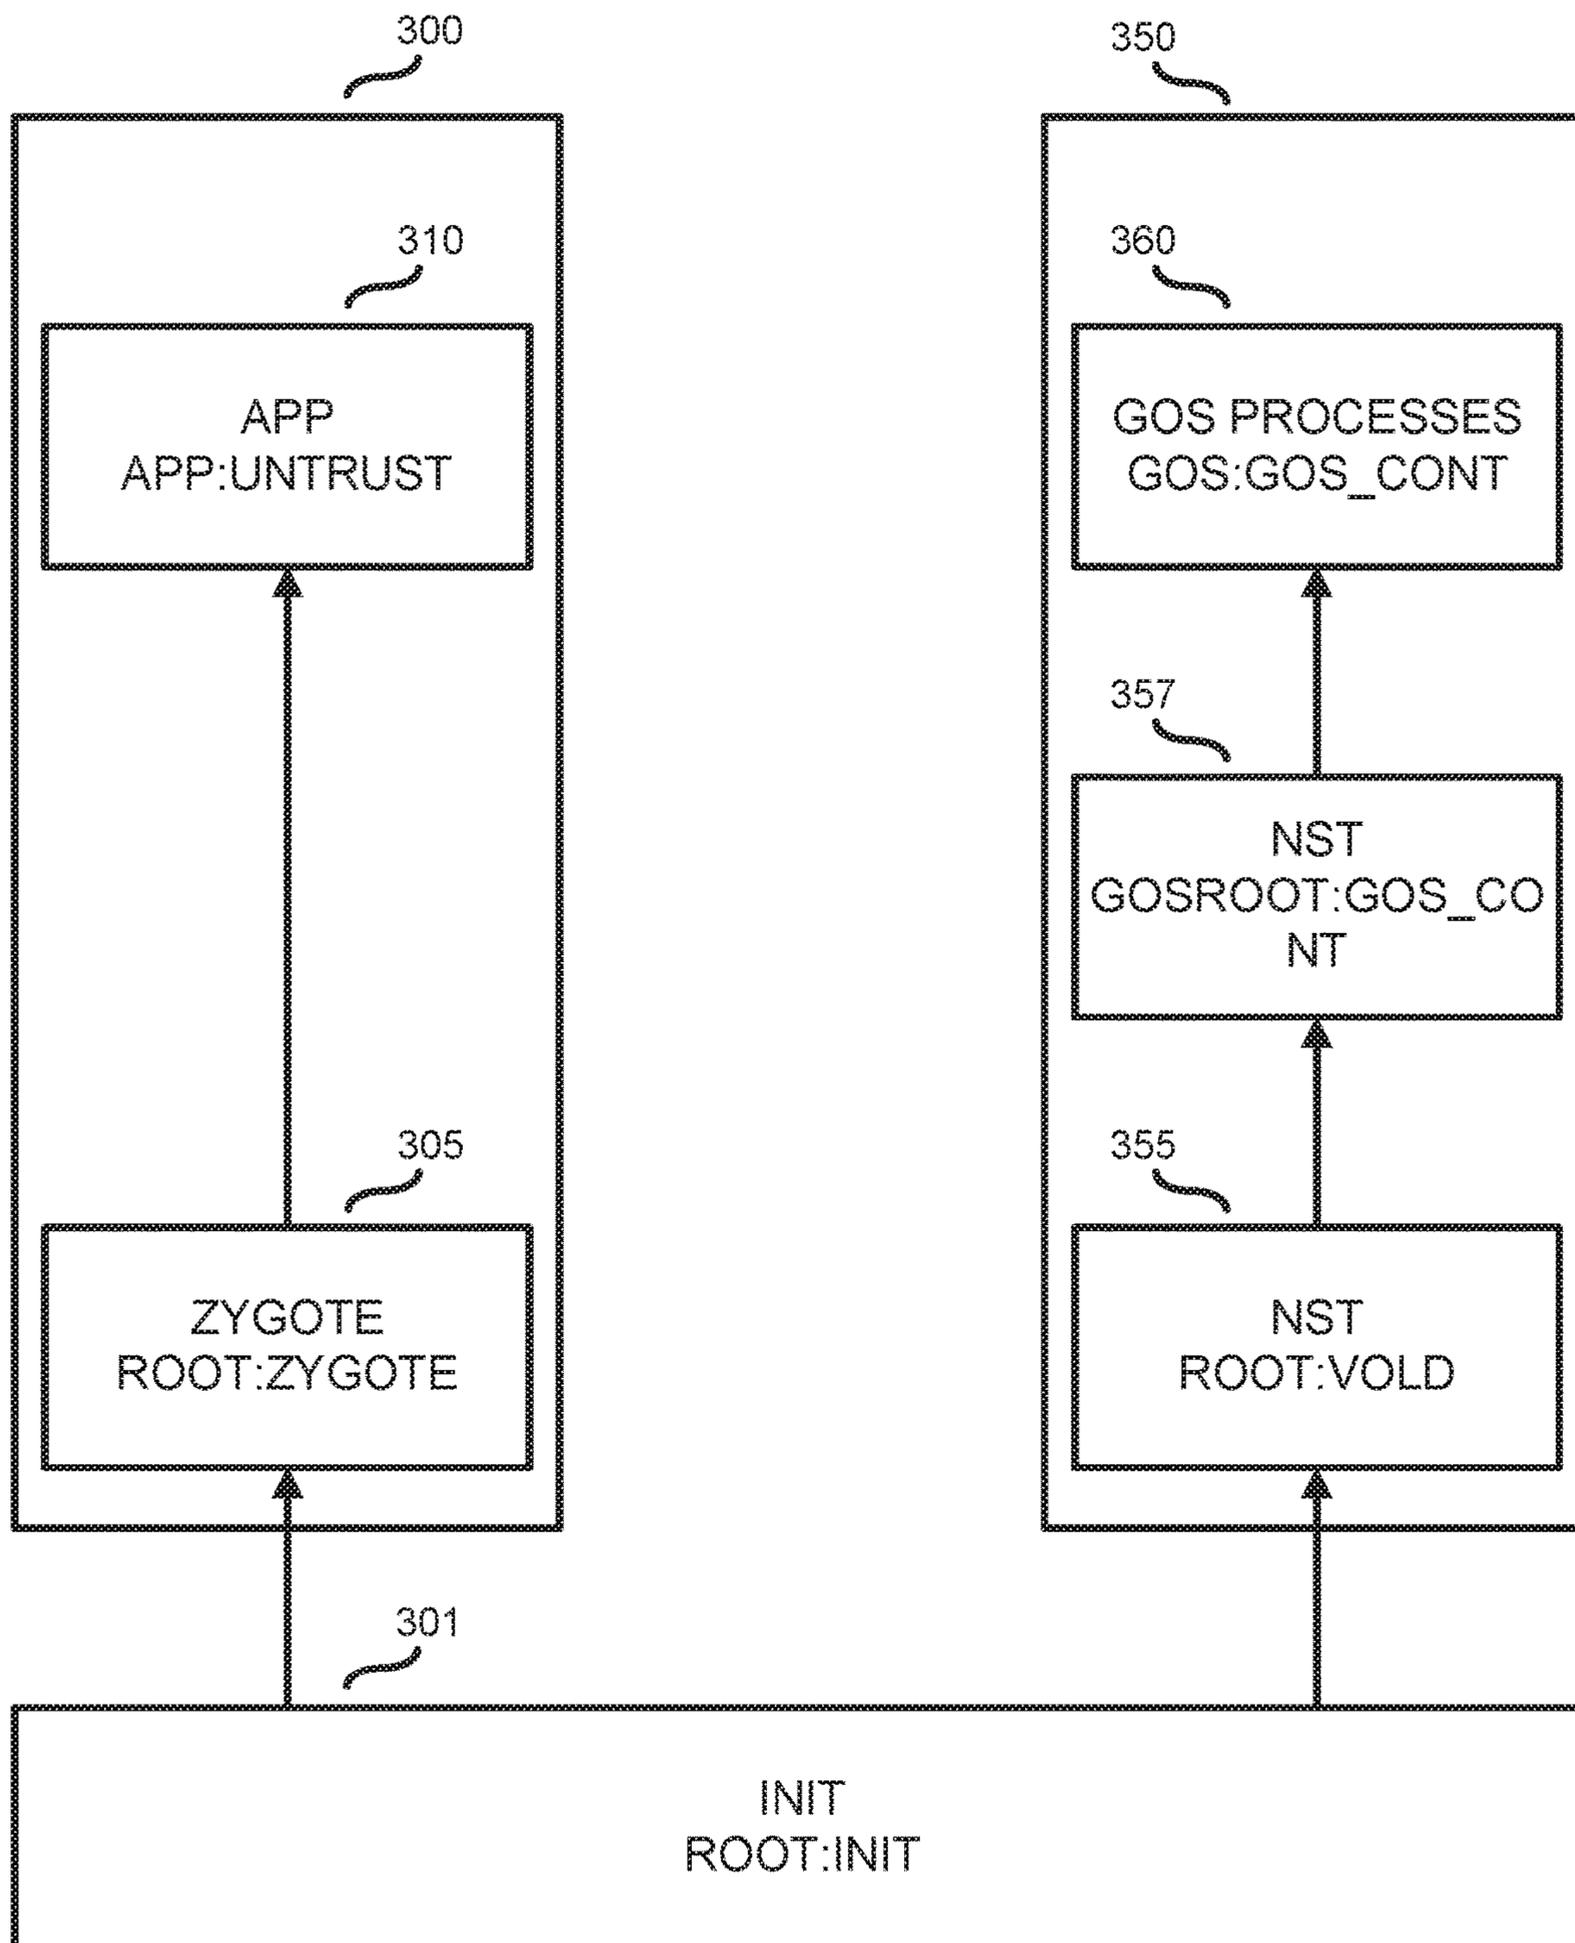 300
350
310
360
APP
APP:UNTRUST
GOS PROCESSES
GOS:GOS_CONT
357
NST
GOSROOT:GOS_CO
NT
305
355
ZYGOTE
ROOT:ZYGOTE
NST
ROOT:VOLD
301
INIT
ROOT:INIT